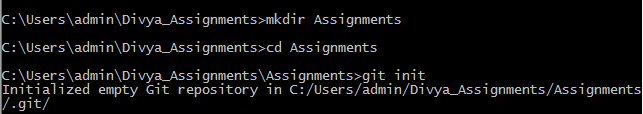 C:\Users\admin\Divya_Assignments>mkdir Assignments
C:\Users\admin\Divya_Assignments>cd Assignments
C:\Users\admin\Divya_Assignments\Assignments>git init
Initialized empty Git repository in C:/Users/admin/Divya_Assignments/Assignments
/.git/